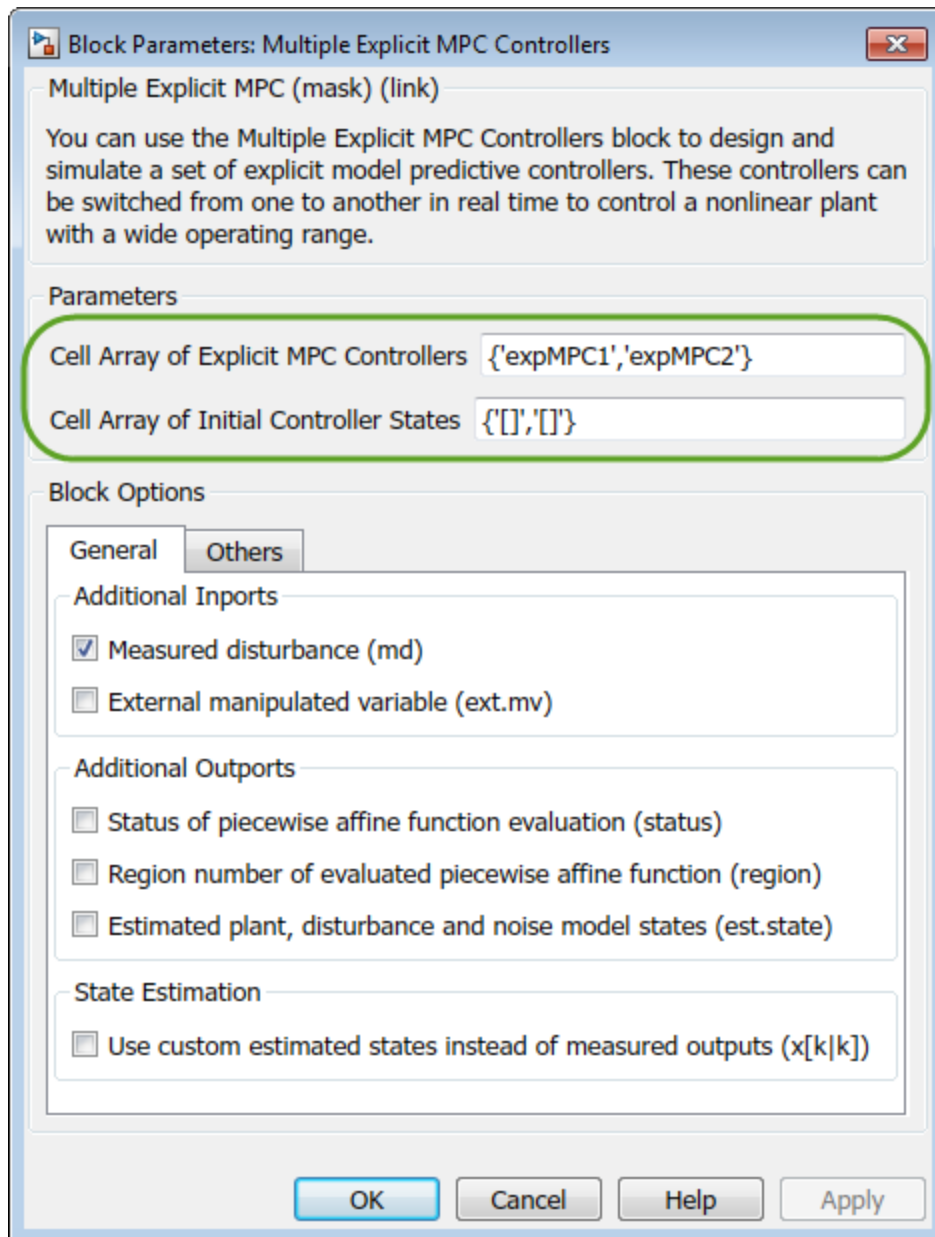 Block Parameters: Multiple Explicit MPC Controllers
Multiple Explicit MPC (mask) (link)
You can use the Multiple Explicit MPC Controllers block to design and
simulate a set of explicit model predictive controllers. These controllers can
be switched from one to another in real time to control a nonlinear plant
with a wide operating range.
Parameters
Cell Array of Explicit MPC Controllers {'expMPC1','expMPC2'}
Cell Array of Initial Controller States {'[]','[]'}
Block Options
General Others
Additional Inports
Measured disturbance (md)
External manipulated variable (ext.mv)
Additional Outports
Status of piecewise affine function evaluation (status)
Region number of evaluated piecewise affine function (region)
Estimated plant, disturbance and noise model states (est.state)
State Estimation
Use custom estimated states instead of measured outputs (x[k|k])
OK Cancel Help Apply